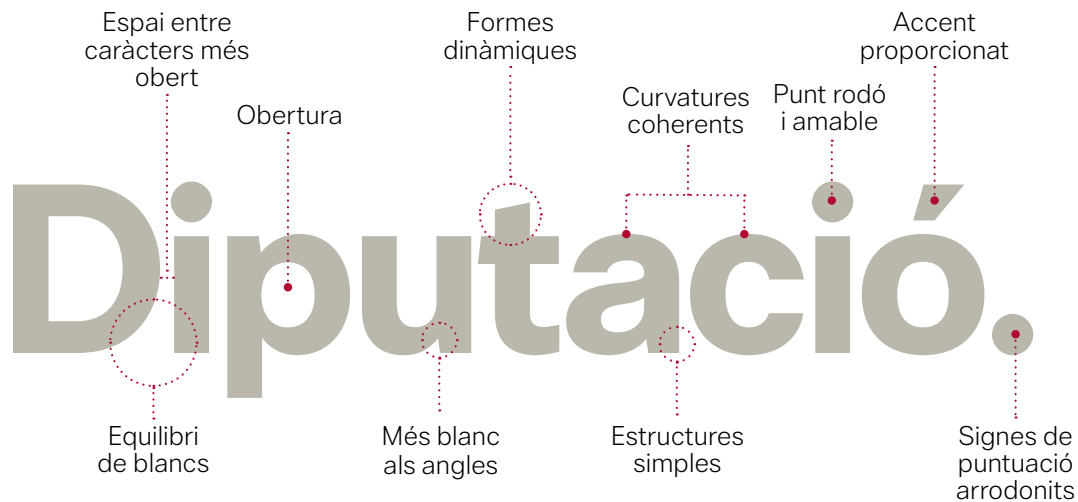 Espai entre
caràcters més
obert
Obertura
Formes
dinàmiques
Curvatures
coherents
Punt rodó
i amable
Accent
proporcionat
Diputació.
Equilibri
de blancs
Més blanc
als angles
Estructures
simples
Signes de
puntuació
arrodonits